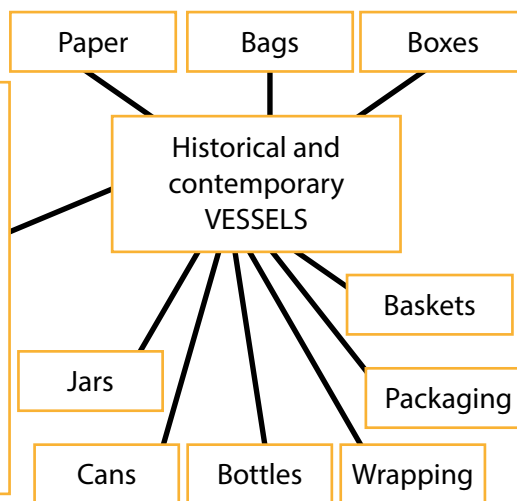 Paper
Bags
Boxes
Historical and
contemporary
VESSELS
Baskets
Jars
Packaging
Cans
Bottles
Wrapping